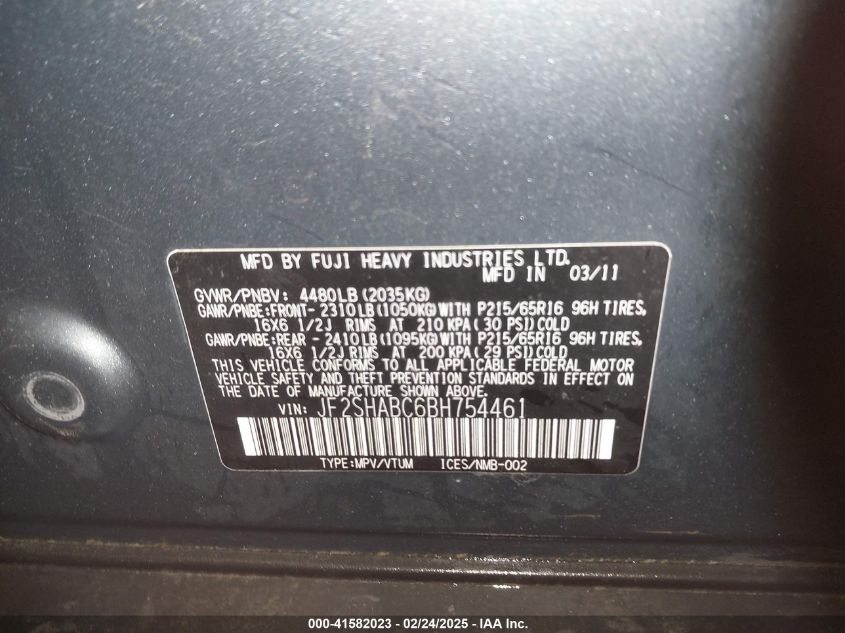 MFD BY FUJI HEAVY INDUSTRIES LTD.
MFD IN 03/11
GVWR/PNBV: 4480LB(2035KG)
GAWR/PNBE:FRONT- 2310LB(1050KG)WITH P215/65R16 96H TIRES,
16X6 1/2J RIMS AT 210 KPA(30 PSI)COLD
GAWR/PNBE:REAR -2410LB(1095KG)WITH P215/65R16 96H TIRES,
16X6 1/2J RIMS AT 200 KPA(29 PSI)COLD
THIS VEHICLE CONFORMS TO ALL APPLICABLE FEDERAL MOTOR
VEHICLE SAFETY AND THEFT PREVENTION STANDARDS IN EFFECT ON
THE DATE OF MANUFACTURE SHOWN ABOVE.
VIN: JF2SHABC6BH754461
TYPE:MPV/VTUM ICES/NMB-002
000-41582023 - 02/24/2025 - IAA Inc.